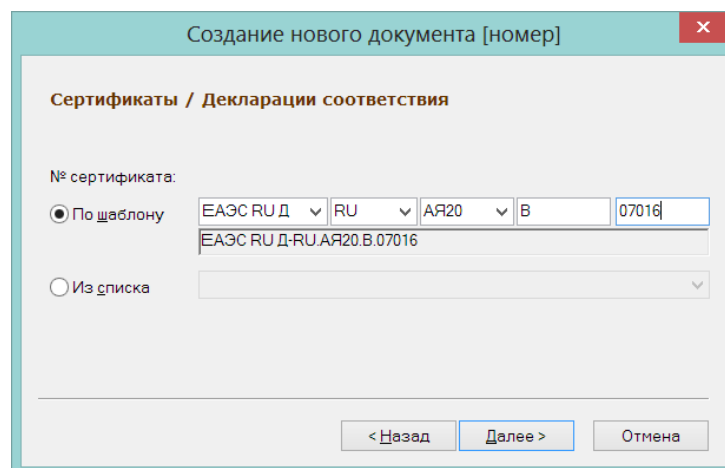 Создание нового документа [номер]
Сертификаты / Декларации соответствия
№ сертификата:
По шаблону ЕАЭС RU Д RU АЯ20 В 07016
ЕАЭС RU Д-RU.АЯ20.В.07016
Из списка
< Назад Далее > Отмена